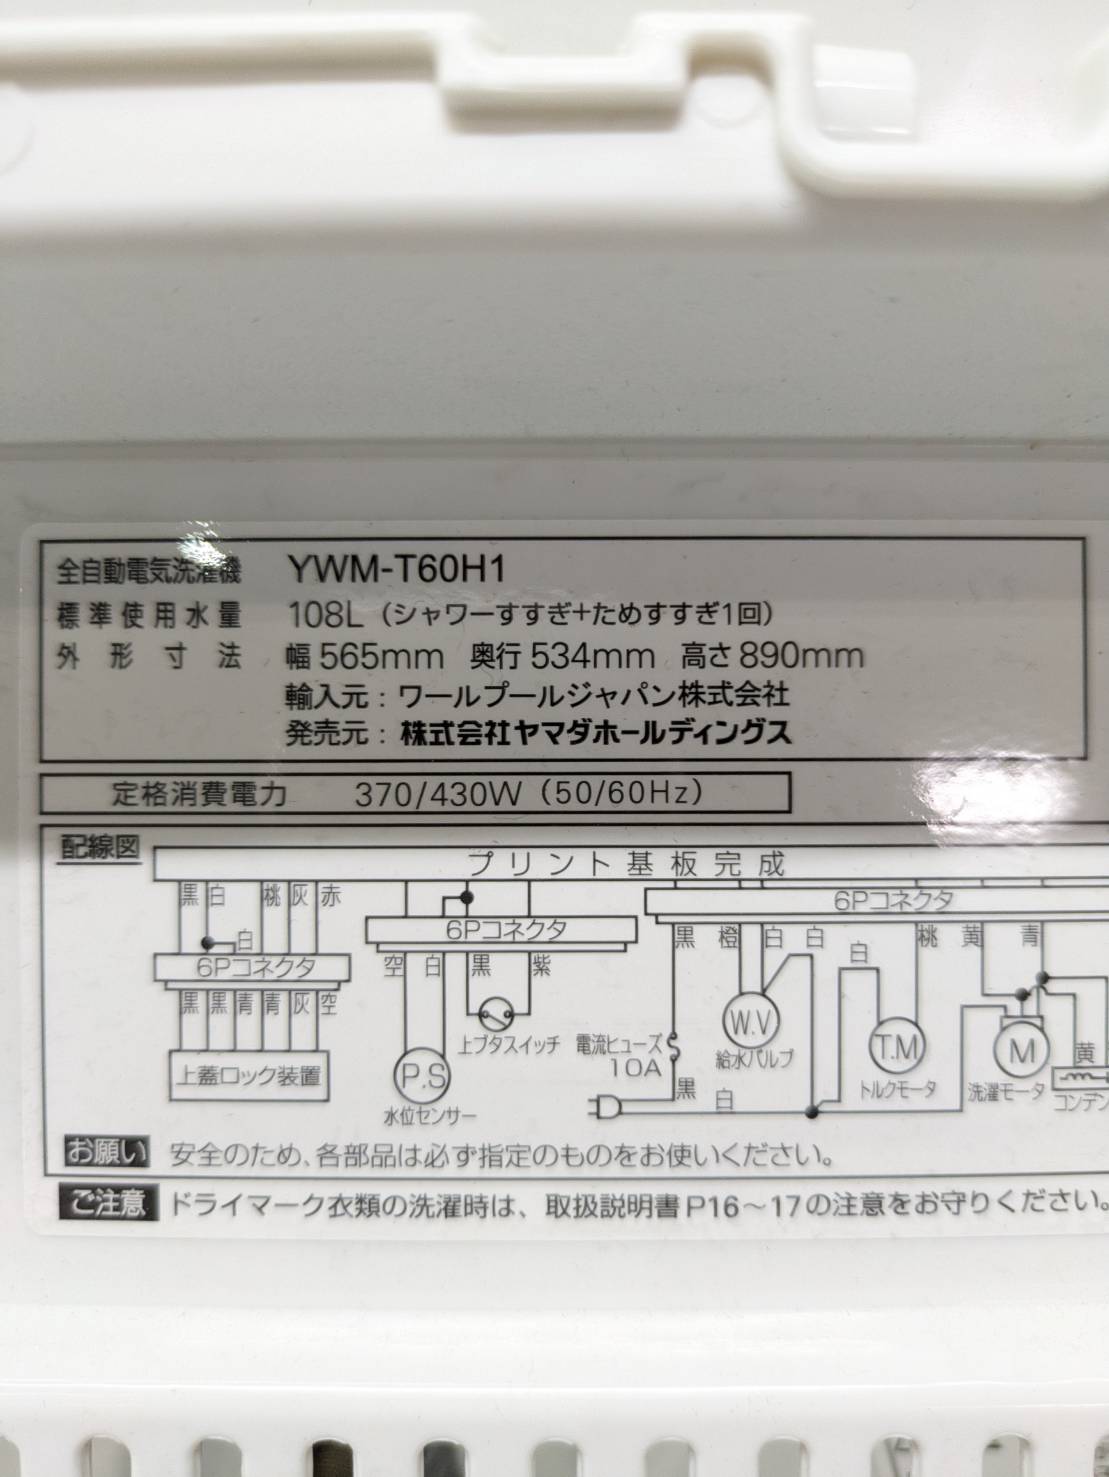 全自動電気洗濯機 YWM-T60H1
標準使用水量 108L（シャワーすすぎ+ためすすぎ1回）
外形寸法 幅565mm 奥行534mm 高さ890mm
輸入元：ワールプールジャパン株式会社
発売元：株式会社ヤマダホールディングス
定格消費電力 370/430W（50/60Hz）
配線図
プリント基板完成
黒 白 桃 灰 赤
6Pコネクタ
6Pコネクタ
白
黒 橙 白 白 桃 黄 青
白
6Pコネクタ
空 白 黒 紫
黒 黒 青 青 灰 空
上ブタスイッチ
電流ヒューズ
10A
W.V
給水バルブ
T.M
トルクモータ
M
洗濯モータ
黄
コンデン
上蓋ロック装置
P.S
水位センサー
黒
白
お願い 安全のため、各部品は必ず指定のものをお使いください。
ご注意 ドライマーク衣類の洗濯時は、取扱説明書P16～17の注意をお守りください。